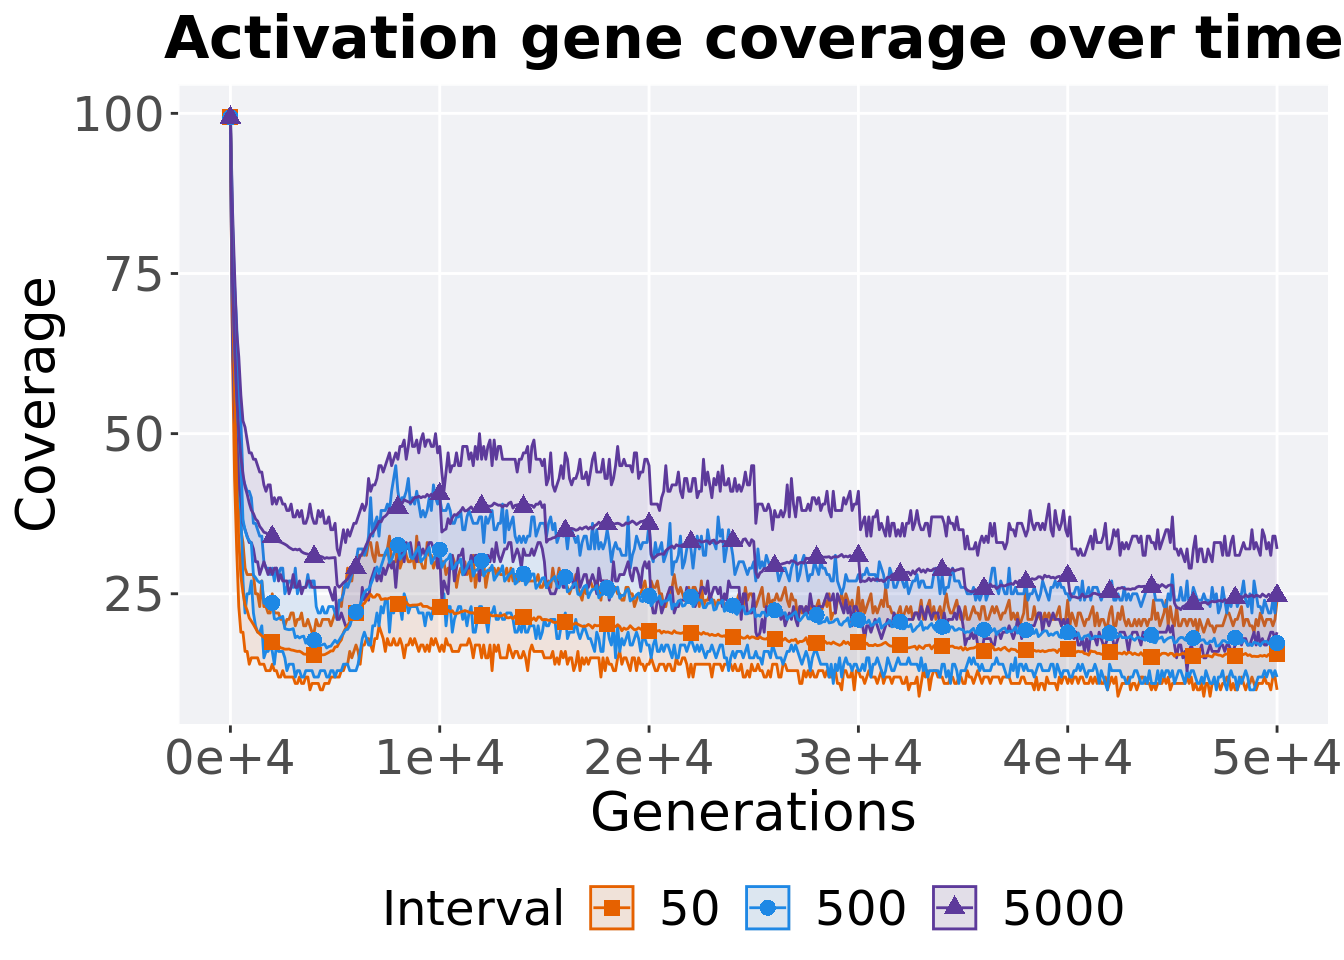 Activation gene coverage over time
100
75
50
25
Coverage
0e+4 1e+4 2e+4 3e+4 4e+4 5e+4
Generations
Interval 50 500 5000